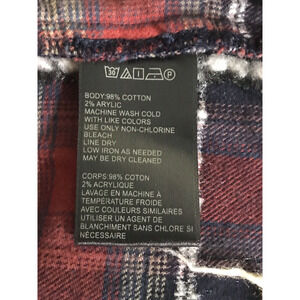 30 P
BODY:98% COTTON
2% ARYLIC
MACHINE WASH COLD
WITH LIKE COLORS
USE ONLY NON-CHLORINE
BLEACH
LINE DRY
LOW IRON AS NEEDED
MAY BE DRY CLEANED
CORPS:98% COTON
2% ACRYLIQUE
LAVAGE EN MACHINE À
TEMPÉRATURE FROIDE
AVEC COULEURS SIMILAIRES
UTILISER UN AGENT DE
BLANCHIMENT SANS CHLORE SI
NÉCESSAIRE